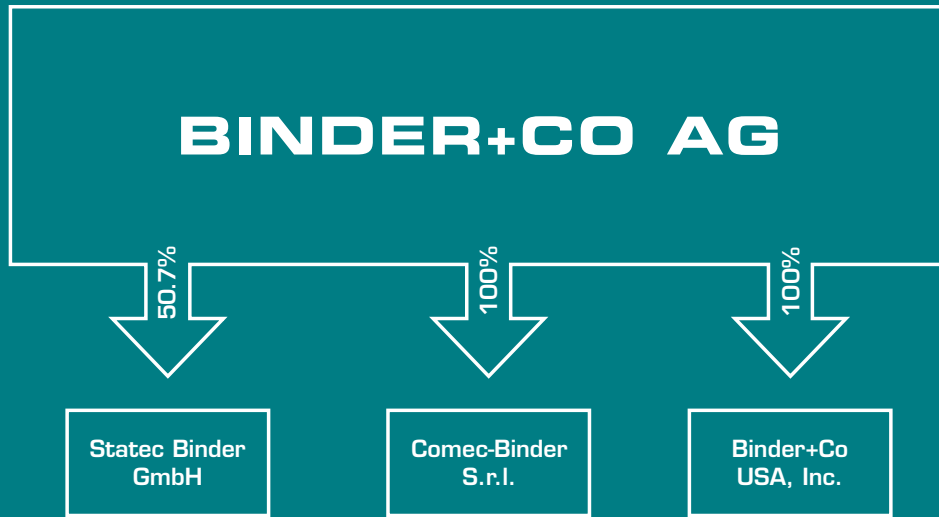 BINDER+CO AG
50.7%
100%
100%
Statec Binder
GmbH
Comec-Binder
S.r.l.
Binder+Co
USA, Inc.